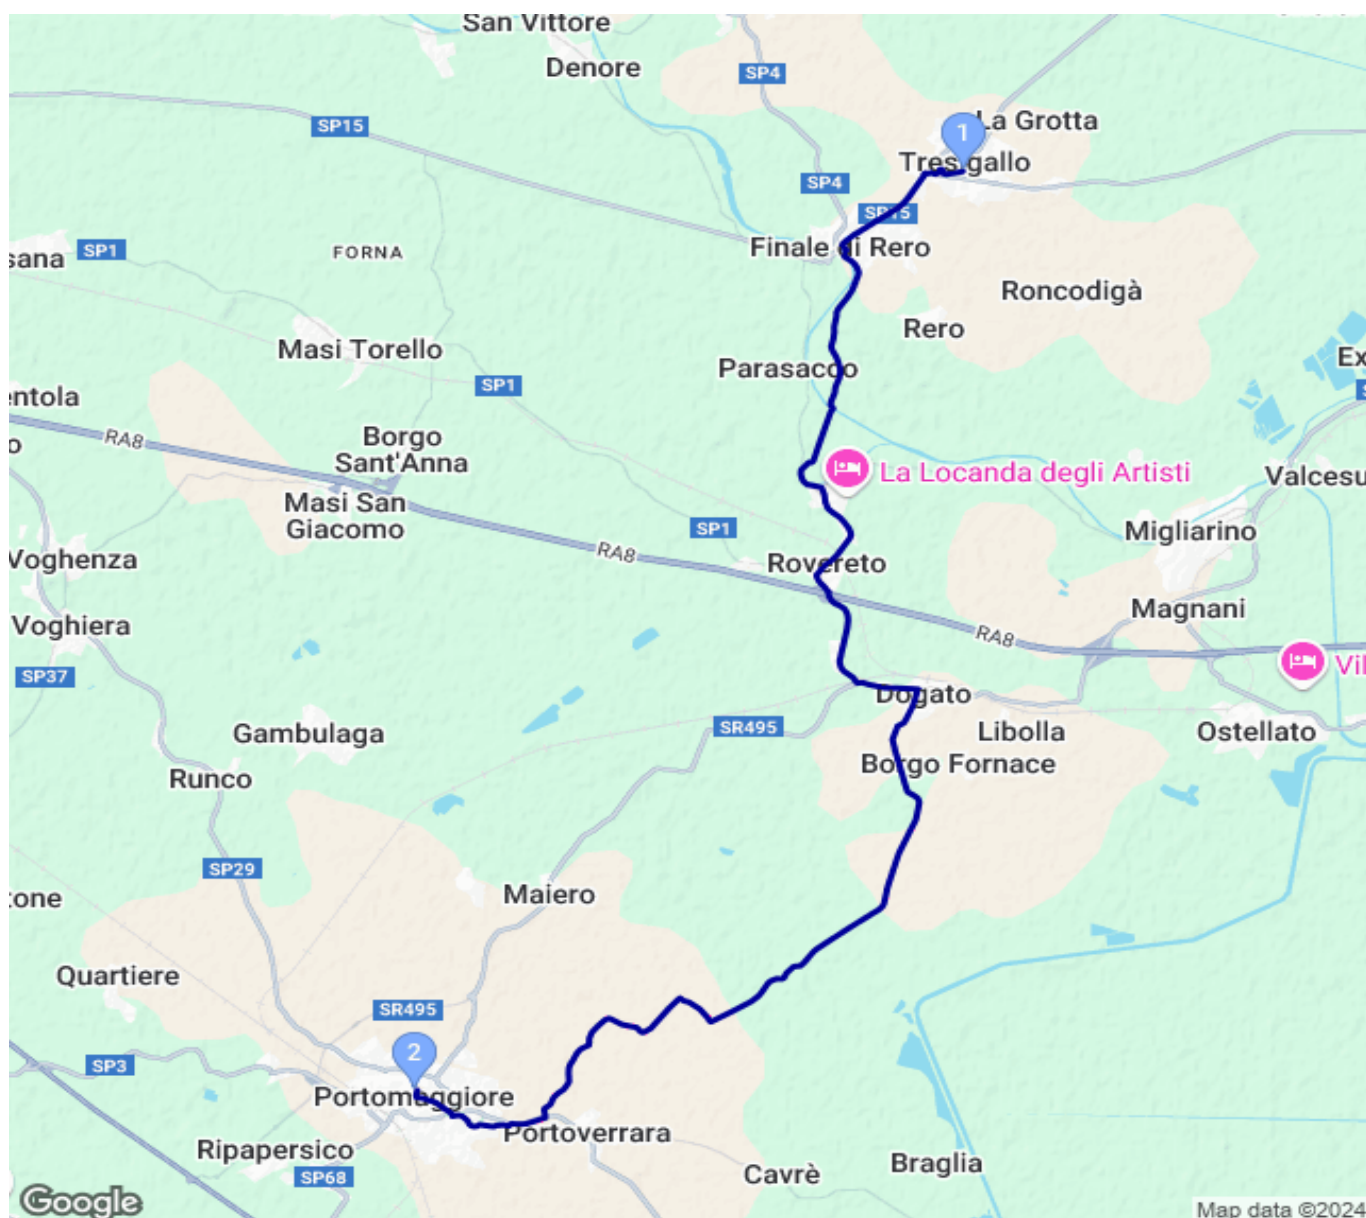 San Vittore
Denore
SP4
La Grotta
SP15
1
Tresigallo
SP4
SP15
SP1
FORNA
Finale di Rero
sana
Roncodigà
Rero
Masi Torello
Parasacco
Ex
SP1
entola
RA8
Borgo
Sant'Anna
La Locanda degli Artisti
Valcesu
Masi San
Giacomo
SP1
Migliarino
Voghenza
RA8
Rovereto
Magnani
Voghiera
RA8
Vil
SP37
Dogato
SR495
Gambulaga
Libolla
Ostellato
Borgo Fornace
Runco
SP29
Maiero
tone
Quartiere
SR495
2
SP3
Portomaggiore
Portoverrara
Ripapersico
SP68
Cavrè
Braglia
Google
Map data ©2024